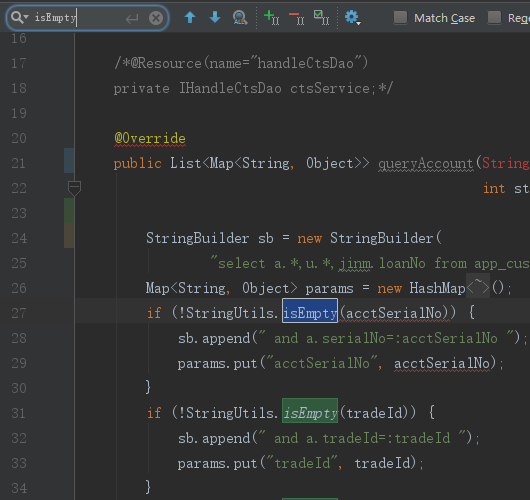 isEmpty
Match Case
Reg
16
17 /*@Resource(name="handleCtsDao")
18 private IHandleCtsDao ctsService;*/
19
20 @Override
21 public List<Map<String, Object>> queryAccount(String
22 int st
23
24 StringBuilder sb = new StringBuilder(
25 "select a.*,u.*,jinm.loanNo from app_cus
26 Map<String, Object> params = new HashMap<~>();
27 if (!StringUtils.isEmpty(acctSerialNo)) {
28 sb.append(" and a.serialNo=:acctSerialNo ");
29 params.put("acctSerialNo", acctSerialNo);
30 }
31 if (!StringUtils.isEmpty(tradeId)) {
32 sb.append(" and a.tradeId=:tradeId ");
33 params.put("tradeId", tradeId);
34 }